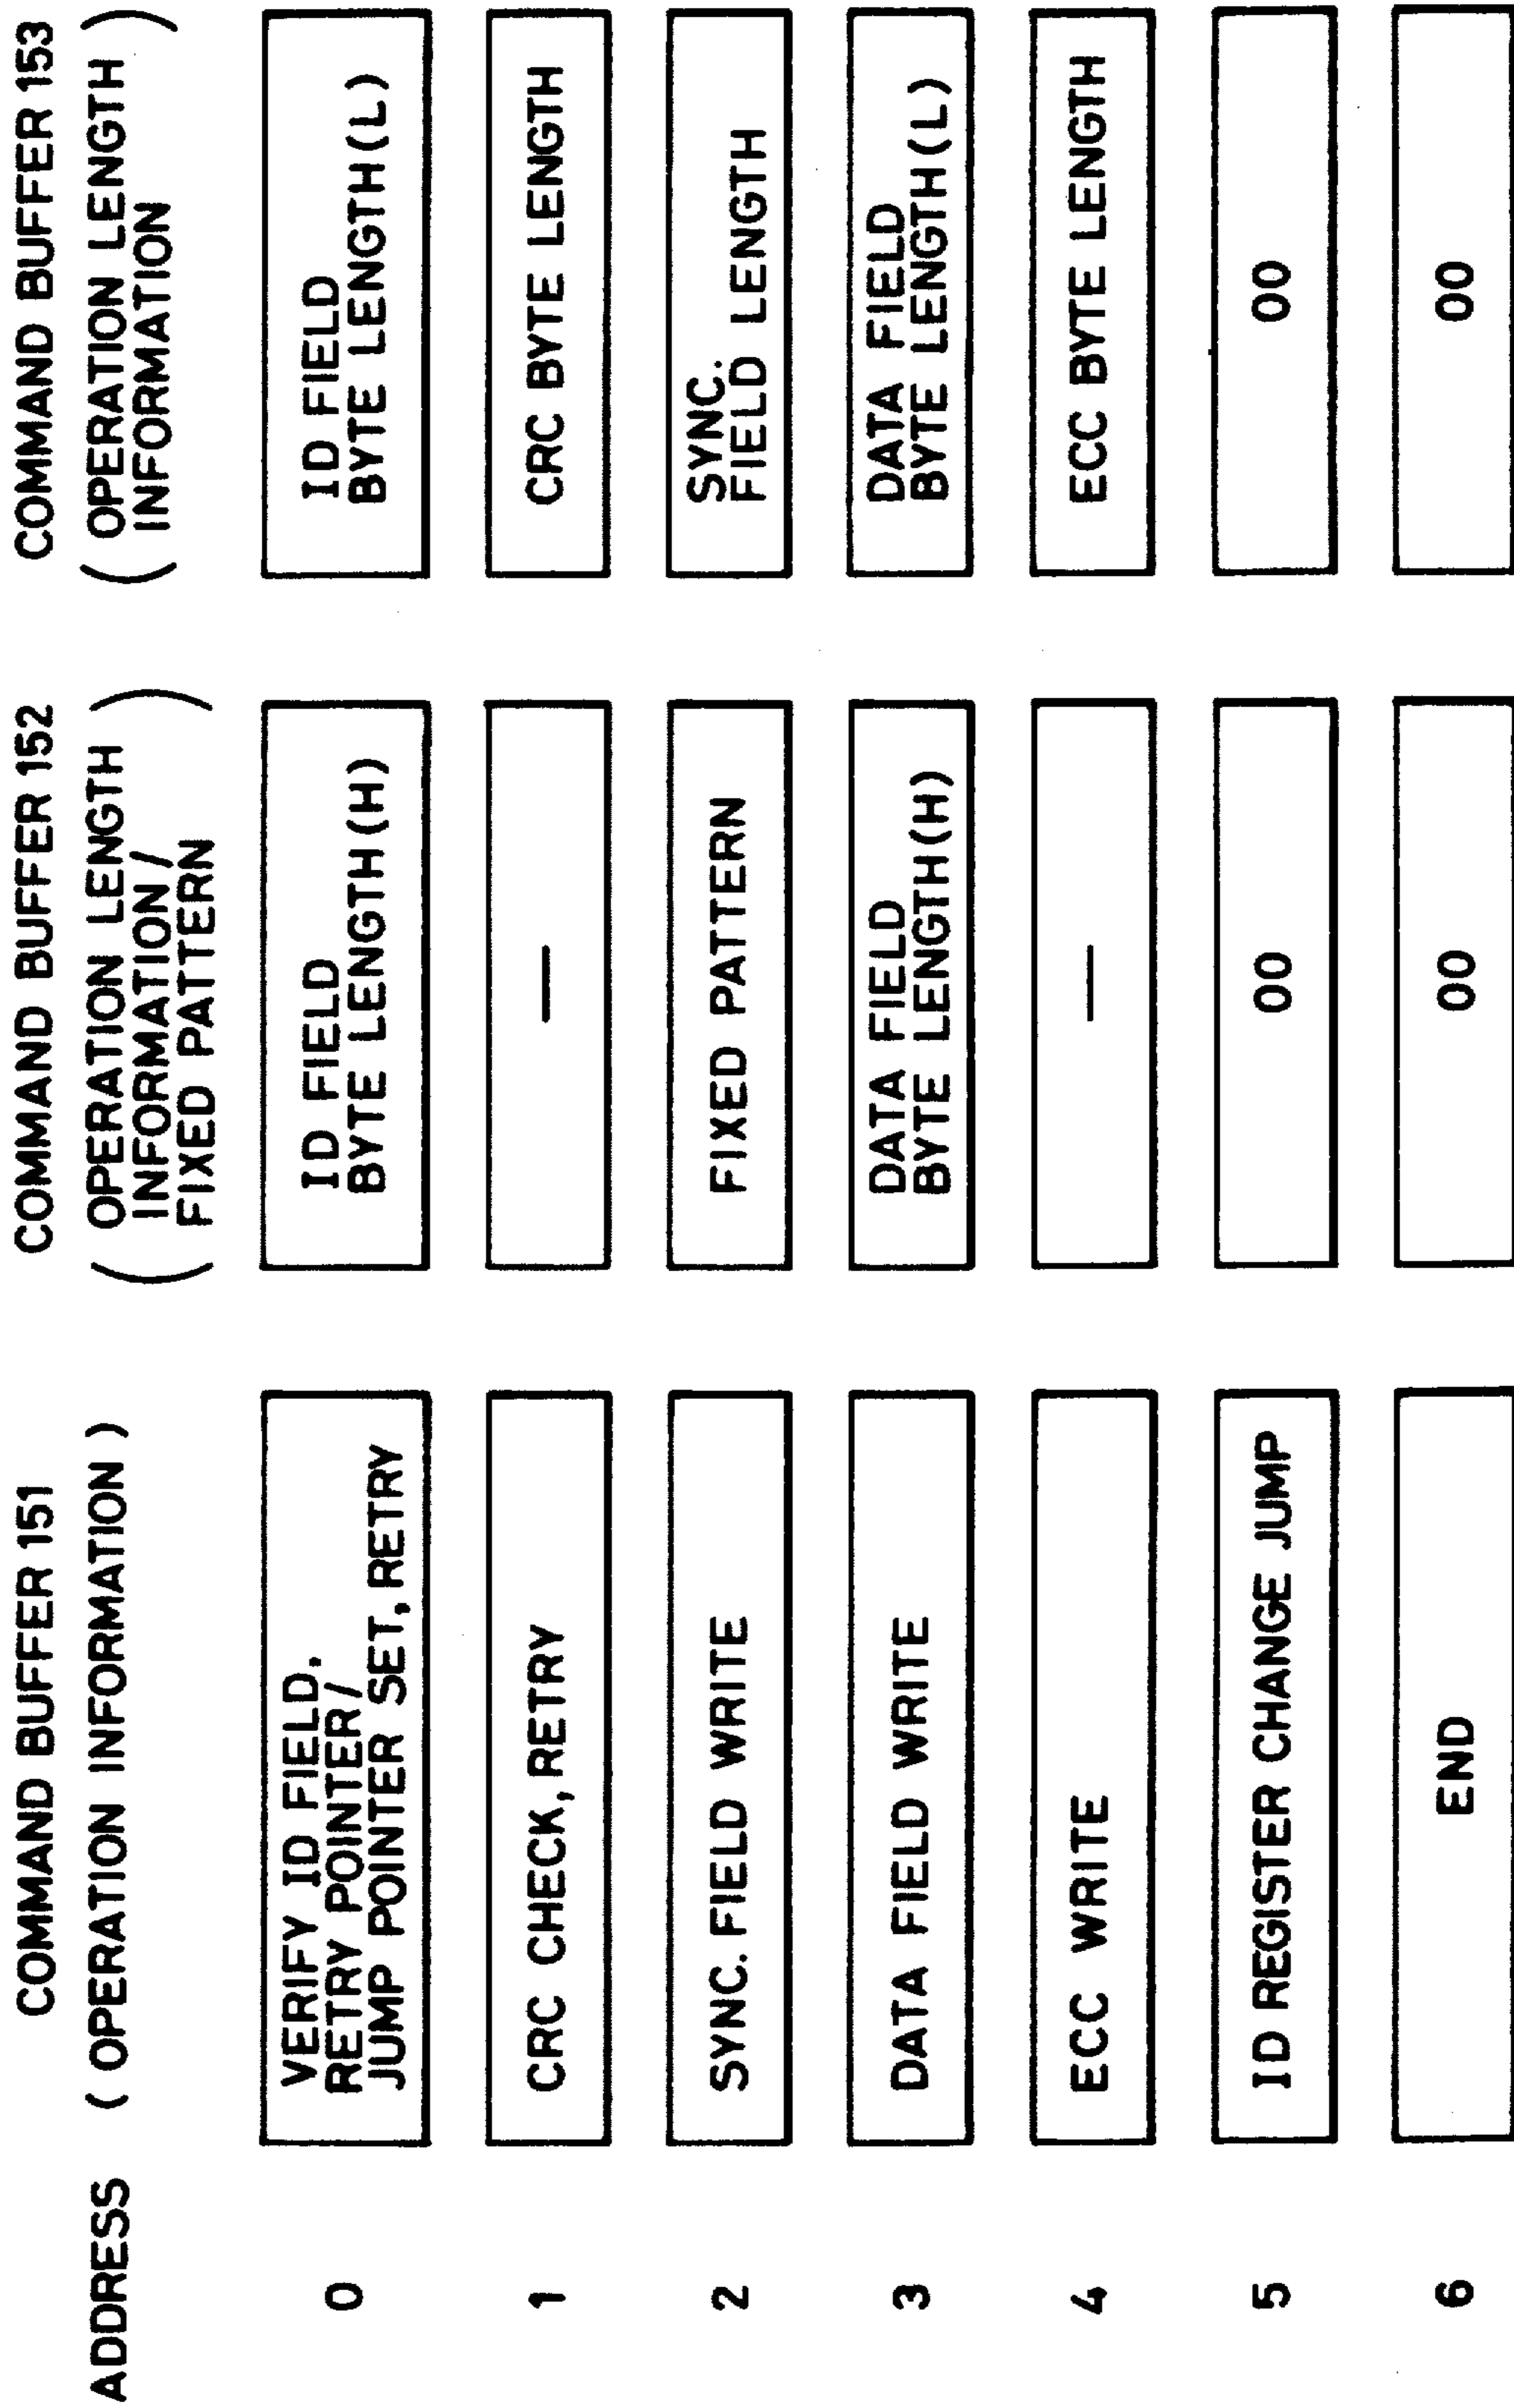 COMMAND BUFFER 151
COMMAND BUFFER 152
COMMAND BUFFER 153
ADDRESS
( OPERATION INFORMATION )
( OPERATION LENGTH
INFORMATION /
FIXED PATTERN )
( OPERATION LENGTH
INFORMATION )
0
VERIFY ID FIELD,
RETRY POINTER /
JUMP POINTER SET, RETRY
ID FIELD
BYTE LENGTH (H)
ID FIELD
BYTE LENGTH (L)
1
CRC CHECK, RETRY
—
CRC BYTE LENGTH
2
SYNC. FIELD WRITE
FIXED PATTERN
SYNC.
FIELD LENGTH
3
DATA FIELD WRITE
DATA FIELD
BYTE LENGTH (H)
DATA FIELD
BYTE LENGTH (L)
4
ECC WRITE
—
ECC BYTE LENGTH
5
ID REGISTER CHANGE JUMP
00
00
6
END
00
00